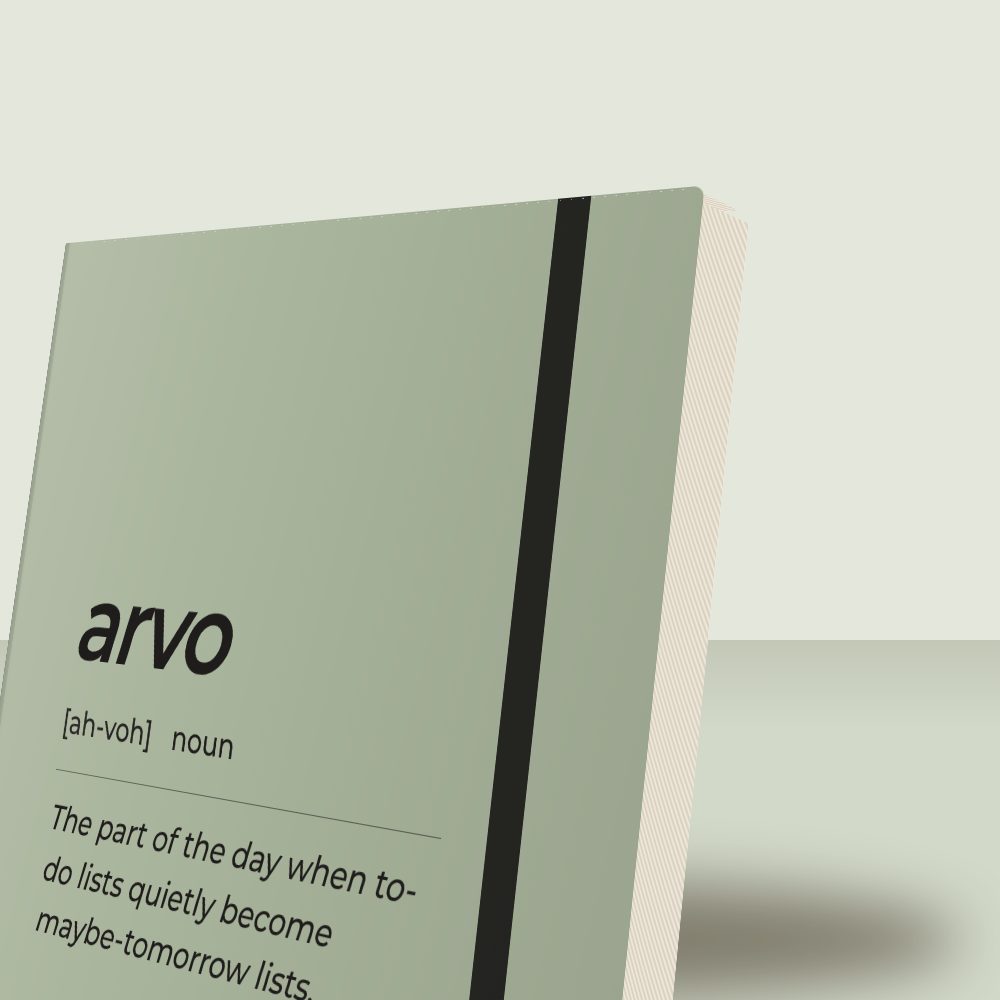 arvo
[ah-voh] noun
The part of the day when to-
do lists quietly become
maybe-tomorrow lists.